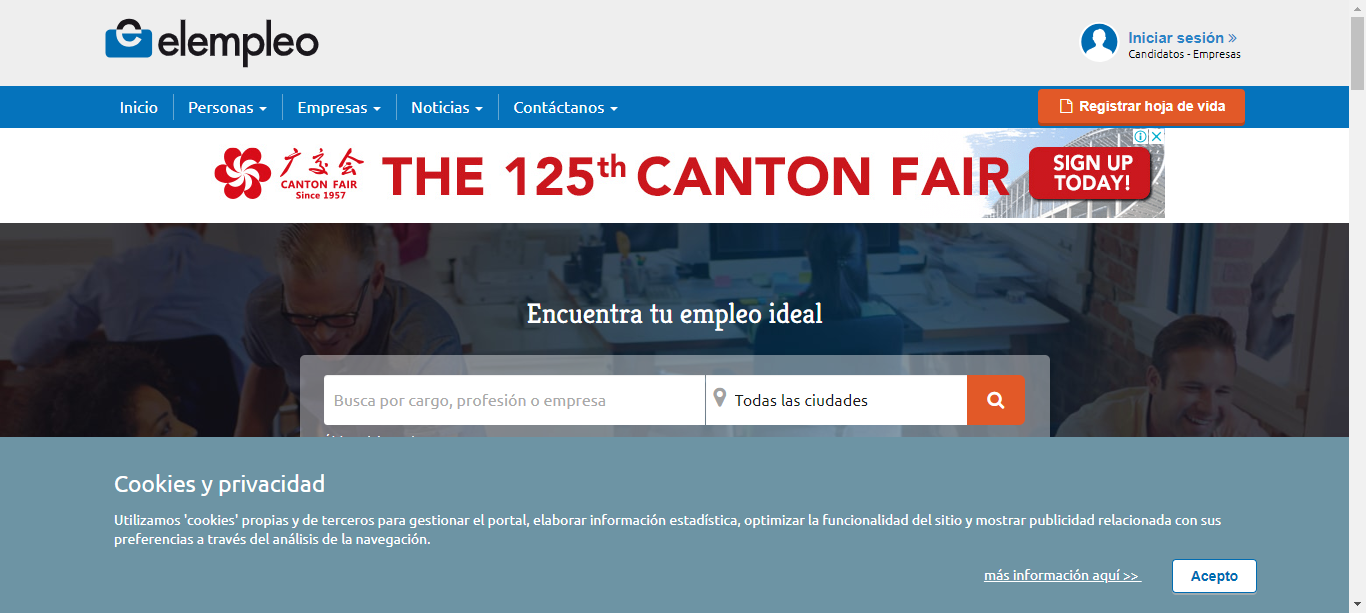 elempleo
Iniciar sesión »
Candidatos - Empresas
Inicio
Personas
Empresas
Noticias
Contáctanos
Registrar hoja de vida
广交会
CANTON FAIR
Since 1957
THE 125th CANTON FAIR
SIGN UP
TODAY!
Encuentra tu empleo ideal
Busca por cargo, profesión o empresa
Todas las ciudades
Cookies y privacidad
Utilizamos 'cookies' propias y de terceros para gestionar el portal, elaborar información estadística, optimizar la funcionalidad del sitio y mostrar publicidad relacionada con sus
preferencias a través del análisis de la navegación.
más información aquí >>
Acepto